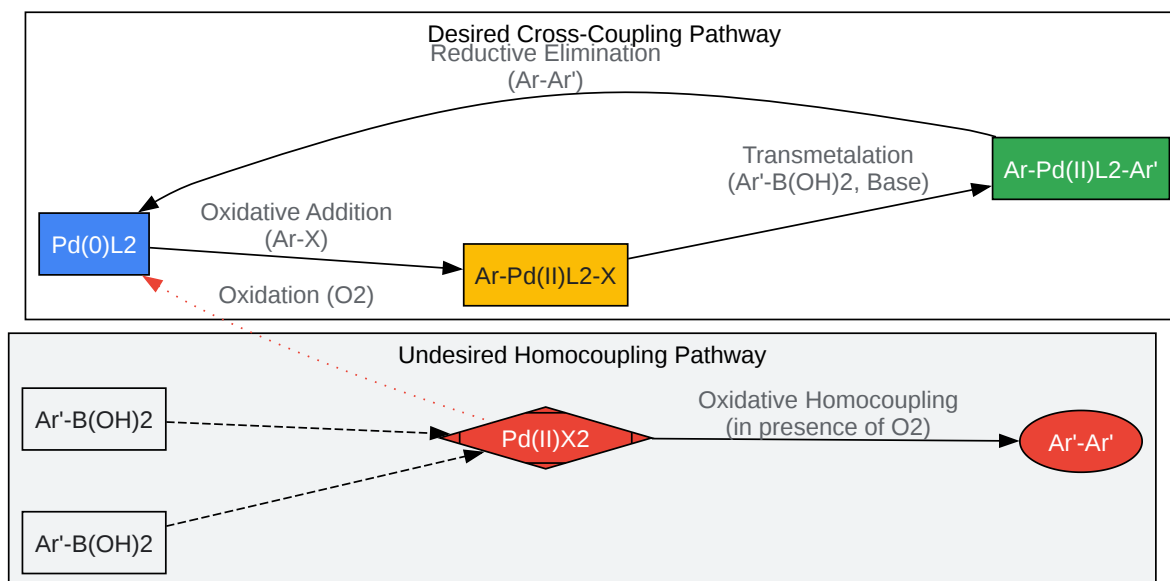 Desired Cross-Coupling Pathway
Reductive Elimination
(Ar-Ar')
Transmetalation
(Ar'-B(OH)2, Base)
Ar-Pd(II)L2-Ar'
Oxidative Addition
(Ar-X)
Pd(0)L2
Ar-Pd(II)L2-X
Oxidation (O2)
Undesired Homocoupling Pathway
Ar'-B(OH)2
Oxidative Homocoupling
(in presence of O2)
Pd(II)X2
Ar'-Ar'
Ar'-B(OH)2